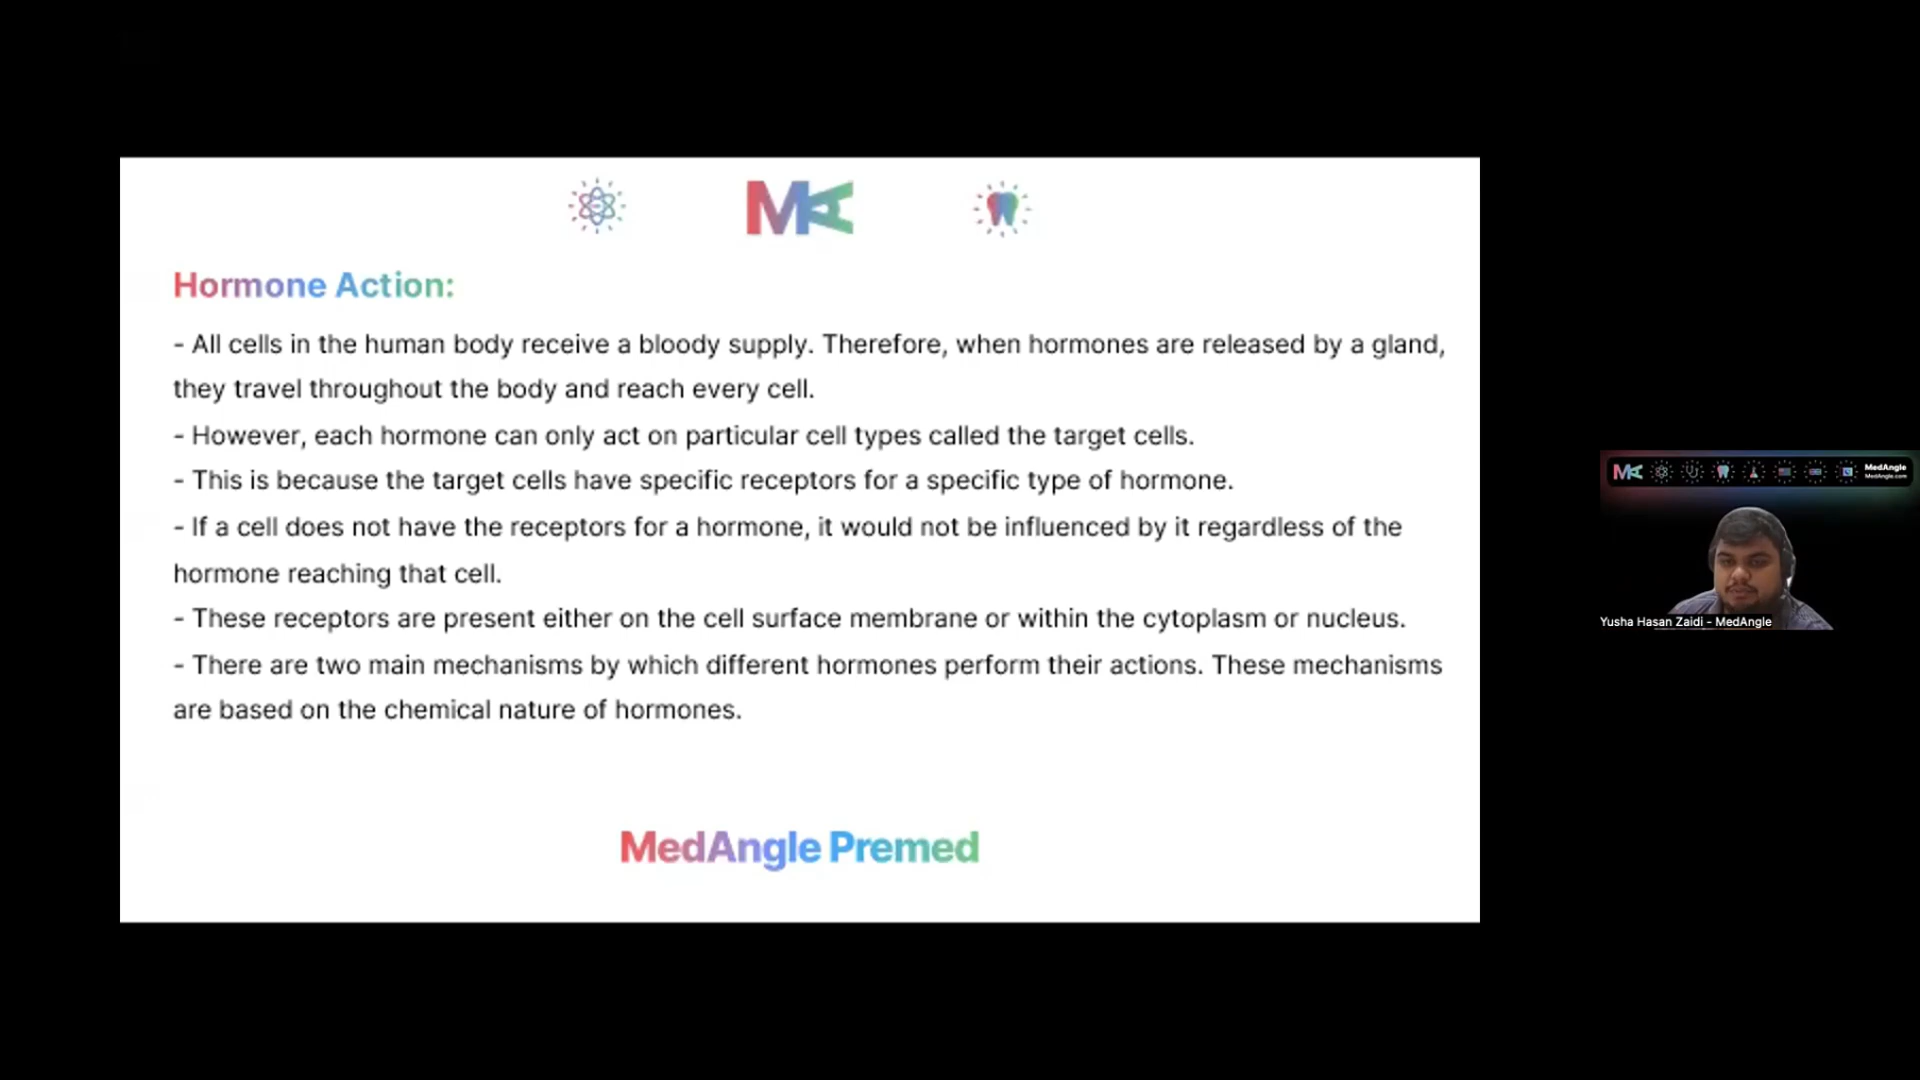 MA
Hormone Action:
- All cells in the human body receive a bloody supply. Therefore, when hormones are released by a gland,
they travel throughout the body and reach every cell.
- However, each hormone can only act on particular cell types called the target cells.
- This is because the target cells have specific receptors for a specific type of hormone.
- If a cell does not have the receptors for a hormone, it would not be influenced by it regardless of the
hormone reaching that cell.
- These receptors are present either on the cell surface membrane or within the cytoplasm or nucleus.
- There are two main mechanisms by which different hormones perform their actions. These mechanisms
are based on the chemical nature of hormones.
MedAngle Premed
MA
MedAngle
MedAngle.com
Yusha Hasan Zaidi - MedAngle